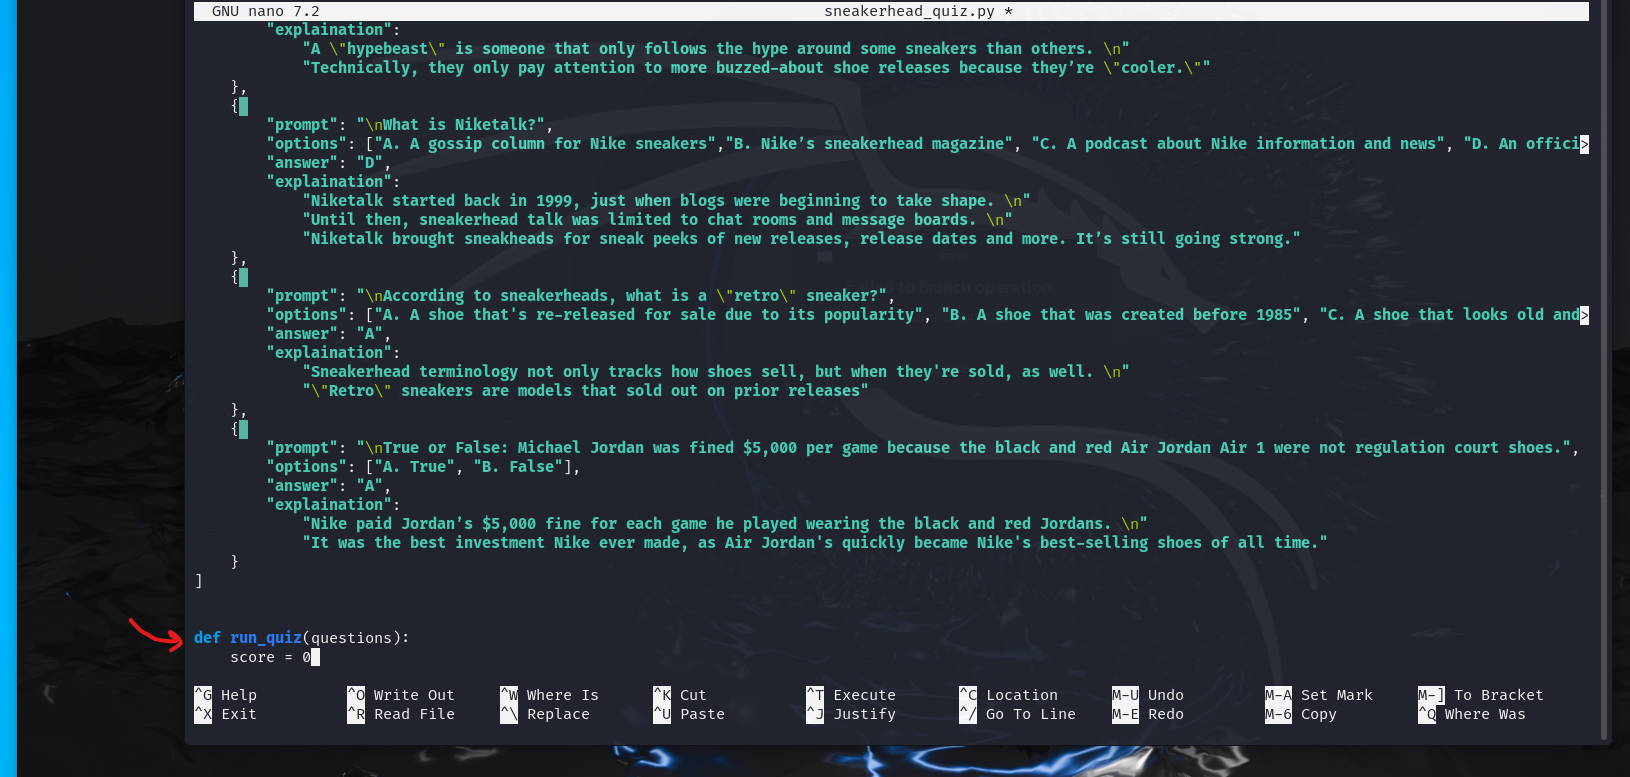 GNU nano 7.2 sneakerhead_quiz.py *
"explaination":
"A \"hypebeast\" is someone that only follows the hype around some sneakers than others. \n"
"Technically, they only pay attention to more buzzed-about shoe releases because they’re \"cooler.\""
},
{
"prompt": "\nWhat is Niketalk?",
"options": ["A. A gossip column for Nike sneakers","B. Nike’s sneakerhead magazine", "C. A podcast about Nike information and news", "D. An offici>
"answer": "D",
"explaination":
"Niketalk started back in 1999, just when blogs were beginning to take shape. \n"
"Until then, sneakerhead talk was limited to chat rooms and message boards. \n"
"Niketalk brought sneakheads for sneak peeks of new releases, release dates and more. It’s still going strong."
},
{
"prompt": "\nAccording to sneakerheads, what is a \"retro\" sneaker?",
"options": ["A. A shoe that's re-released for sale due to its popularity", "B. A shoe that was created before 1985", "C. A shoe that looks old and>
"answer": "A",
"explaination":
"Sneakerhead terminology not only tracks how shoes sell, but when they're sold, as well. \n"
"\"Retro\" sneakers are models that sold out on prior releases"
},
{
"prompt": "\nTrue or False: Michael Jordan was fined $5,000 per game because the black and red Air Jordan Air 1 were not regulation court shoes.",
"options": ["A. True", "B. False"],
"answer": "A",
"explaination":
"Nike paid Jordan’s $5,000 fine for each game he played wearing the black and red Jordans. \n"
"It was the best investment Nike ever made, as Air Jordan's quickly became Nike's best-selling shoes of all time."
}
]
def run_quiz(questions):
score = 0
^G Help ^O Write Out ^W Where Is ^K Cut ^T Execute ^C Location M-U Undo M-A Set Mark M-] To Bracket
^X Exit ^R Read File ^\ Replace ^U Paste ^J Justify ^/ Go To Line M-E Redo M-6 Copy ^Q Where Was